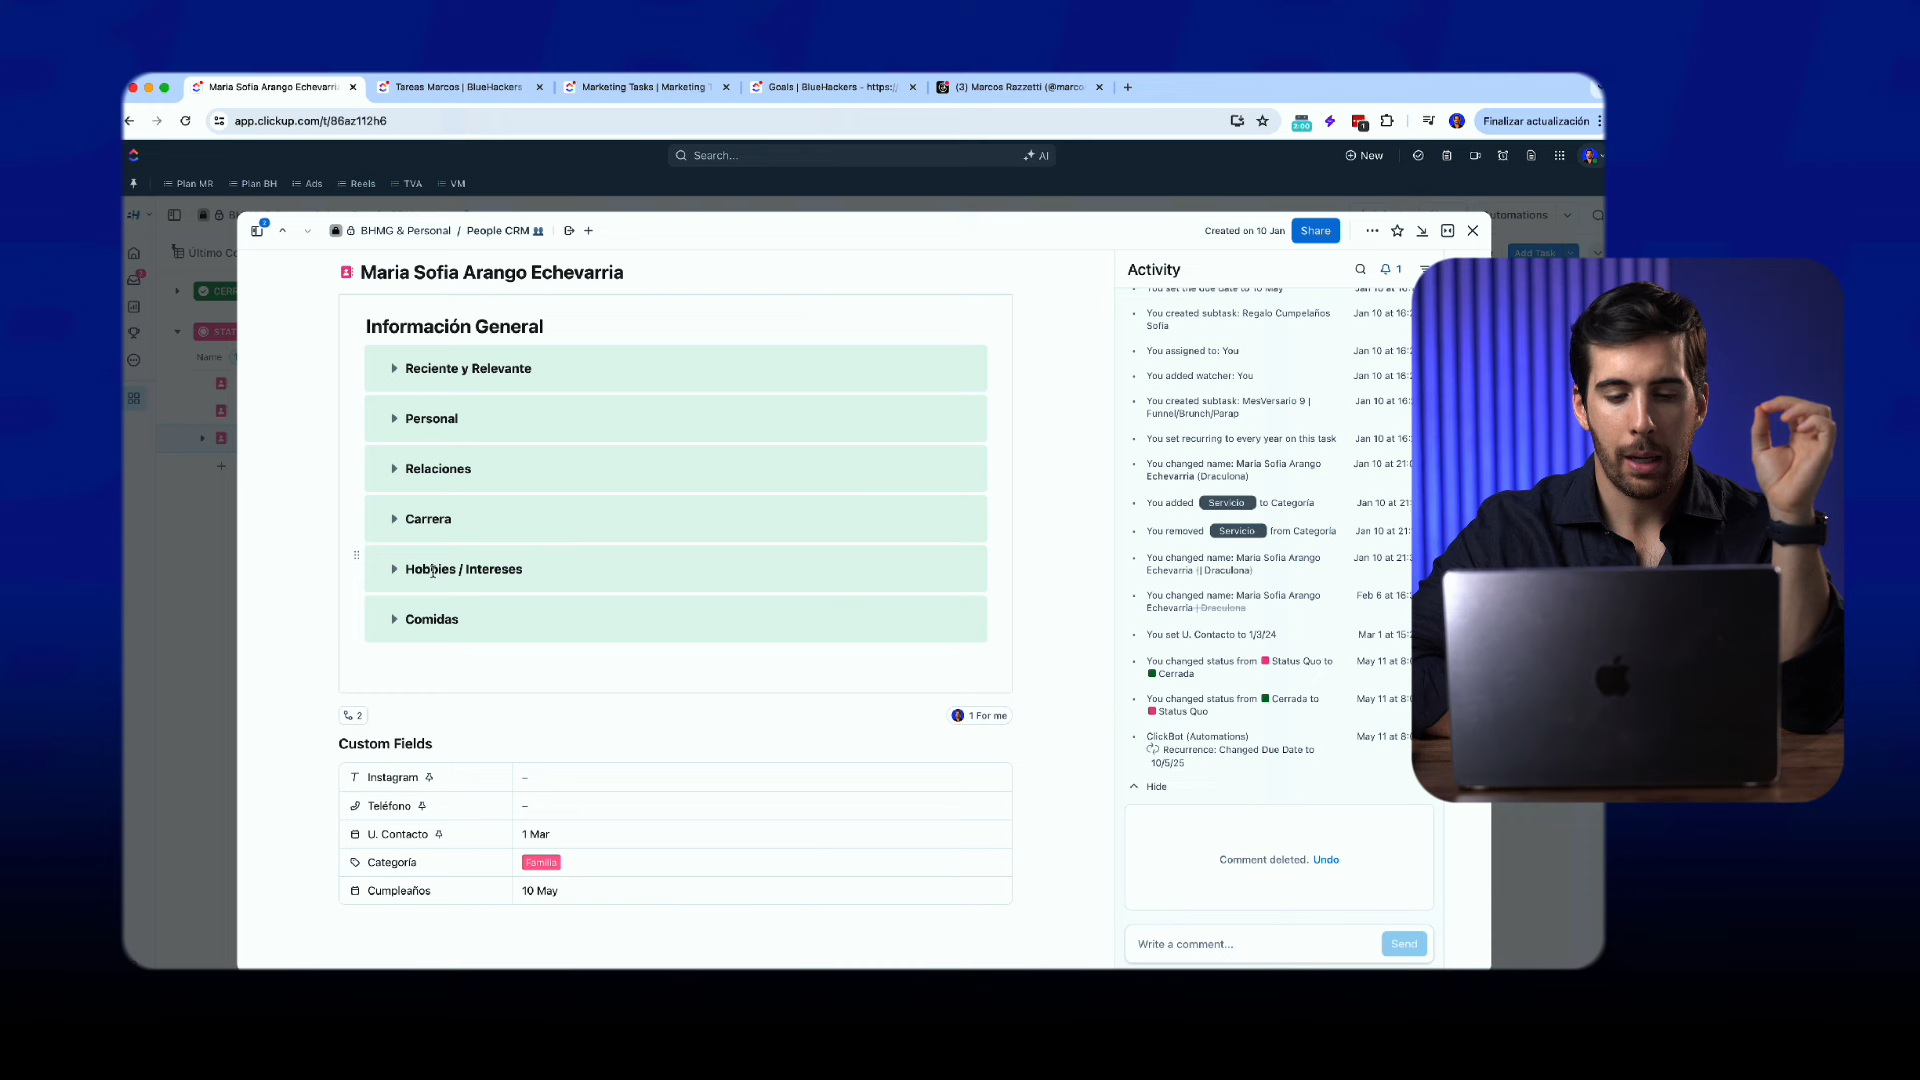 Maria Sofia Arango Echevarri
Tareas Marcos | BlueHackers
Marketing Tasks | Marketing T
Goals | BlueHackers - https:/
(3) Marcos Razzetti (@marco
app.clickup.com/t/86az112h6
2:00
1
Finalizar actualización
Search...
AI
New
Plan MR
Plan BH
Ads
Reels
TVA
VM
Automations
2
BHMG & Personal / People CRM
Created on 10 Jan
Share
Último Co
Add Task
7
CERR
STAT
Name
Maria Sofia Arango Echevarria
Información General
Reciente y Relevante
Personal
Relaciones
Carrera
Hobbies / Intereses
Comidas
2
1 For me
Custom Fields
Instagram –
Teléfono –
U. Contacto 1 Mar
Categoría Familia
Cumpleaños 10 May
Activity
1
You set the due date to 10 May
You created subtask: Regalo Cumpelaños Jan 10 at 16:
Sofia
You assigned to: You Jan 10 at 16:
You added watcher: You Jan 10 at 16:
You created subtask: MesVersario 9 | Jan 10 at 16:
Funnel/Brunch/Parap
You set recurring to every year on this task Jan 10 at 16:
You changed name: Maria Sofia Arango Jan 10 at 21:
Echevarria (Draculona)
You added Servicio to Categoría Jan 10 at 21:
You removed Servicio from Categoría Jan 10 at 21:
You changed name: Maria Sofia Arango Jan 10 at 21:
Echevarria (| Draculona)
You changed name: Maria Sofia Arango Feb 6 at 16:
Echevarria | Draculona
You set U. Contacto to 1/3/24 Mar 1 at 15:
You changed status from Status Quo to May 11 at 8:
Cerrada
You changed status from Cerrada to May 11 at 8:
Status Quo
ClickBot (Automations) May 11 at 8:
Recurrence: Changed Due Date to
10/5/25
Hide
Comment deleted. Undo
Write a comment...
Send